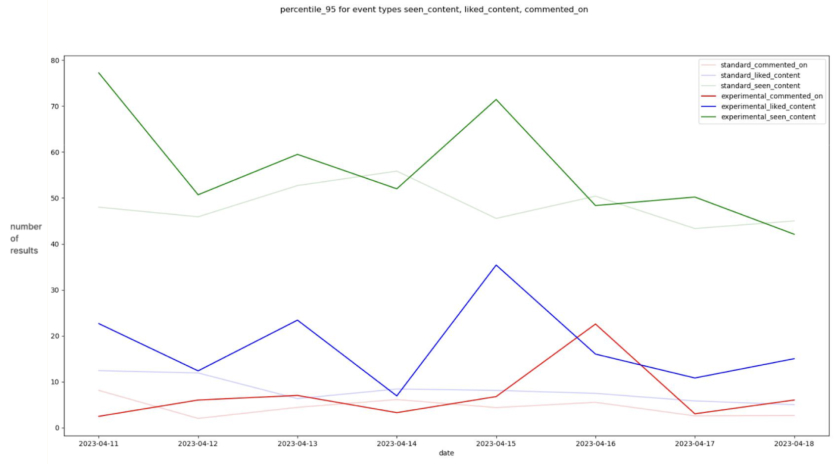 percentile_95 for event types seen_content, liked_content, commented_on
80
70
60
50
40
30
20
10
0
number
of
results
standard_commented_on
standard_liked_content
standard_seen_content
experimental_commented_on
experimental_liked_content
experimental_seen_content
2023-04-11 2023-04-12 2023-04-13 2023-04-14 2023-04-15 2023-04-16 2023-04-17 2023-04-18
date